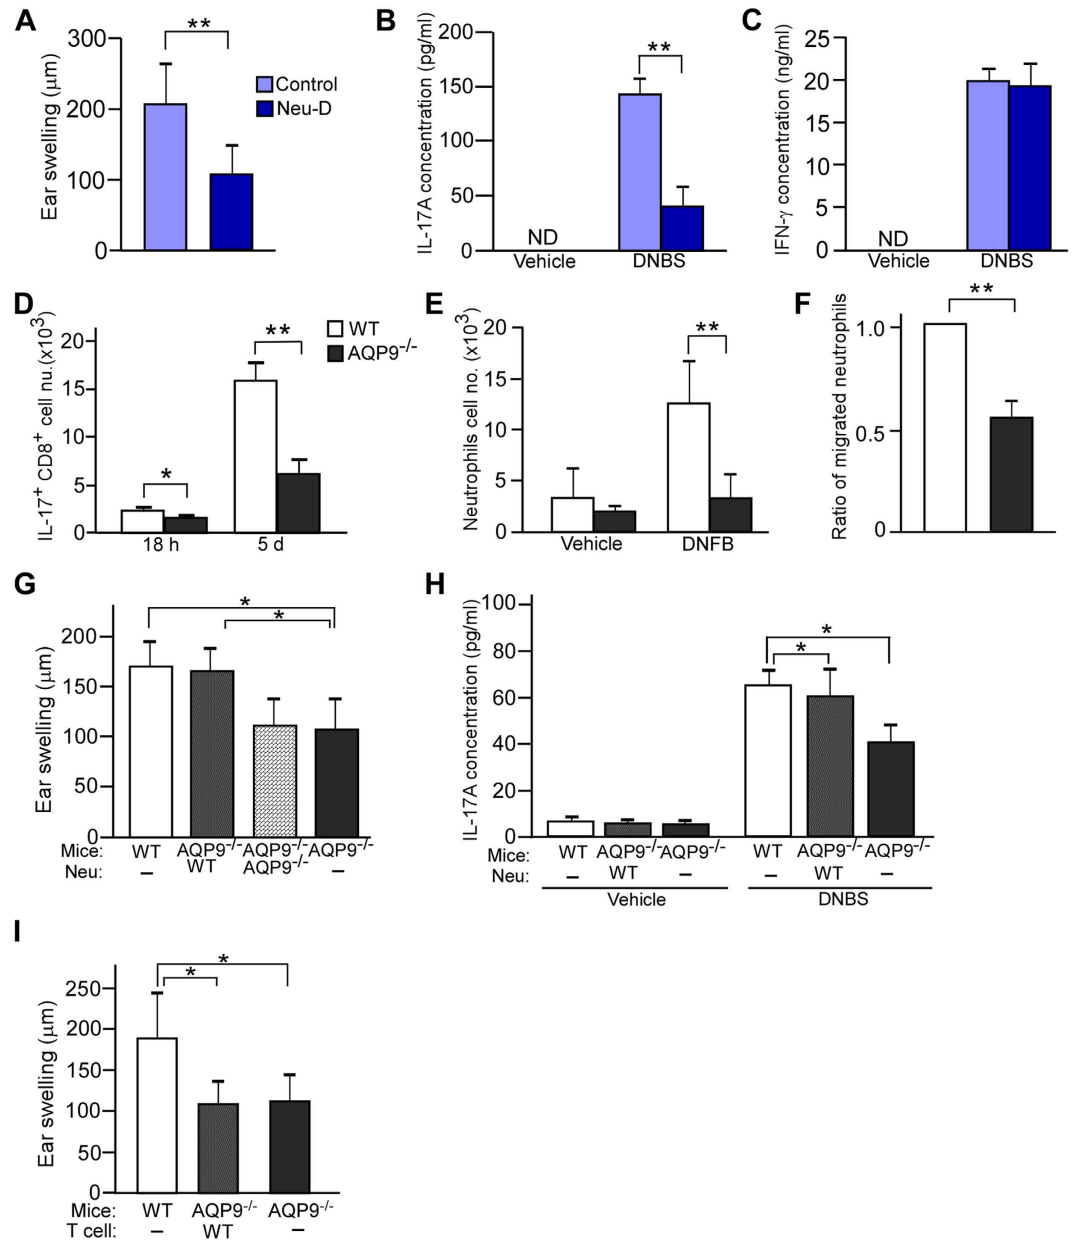 A
Ear swelling (μm)
300
200
100
0
**
Control
Neu-D
B
IL-17A concentration (pg/ml)
200
150
100
50
0
**
ND
Vehicle DNBS
C
IFN-γ concentration (ng/ml)
25
20
15
10
5
0
ND
Vehicle DNBS
D
IL-17⁺ CD8⁺ cell nu.(x10³)
20
15
10
5
0
*
**
WT
AQP9⁻/⁻
18 h 5 d
E
Neutrophils cell no. (x10³)
20
15
10
5
0
**
Vehicle DNFB
F
Ratio of migrated neutrophils
1.0
0.5
0
**
G
Ear swelling (μm)
200
150
100
50
0
*
*
Mice: WT AQP9⁻/⁻ AQP9⁻/⁻ AQP9⁻/⁻
Neu: – WT AQP9⁻/⁻ –
H
IL-17A concentration (pg/ml)
100
80
60
40
20
0
*
*
Mice: WT AQP9⁻/⁻ AQP9⁻/⁻ WT AQP9⁻/⁻ AQP9⁻/⁻
Neu: – WT – – WT –
Vehicle DNBS
I
Ear swelling (μm)
250
200
150
100
50
0
*
*
Mice: WT AQP9⁻/⁻ AQP9⁻/⁻
T cell: – WT –